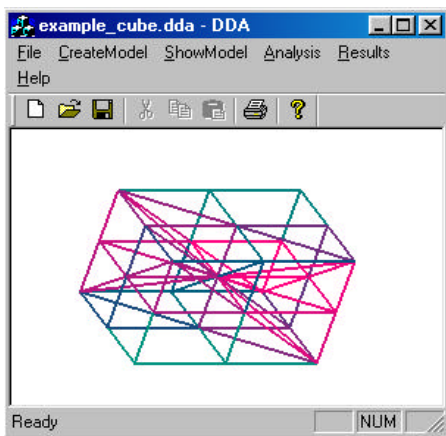 example_cube.dda - DDA
File CreateModel ShowModel Analysis Results
Help
Ready NUM